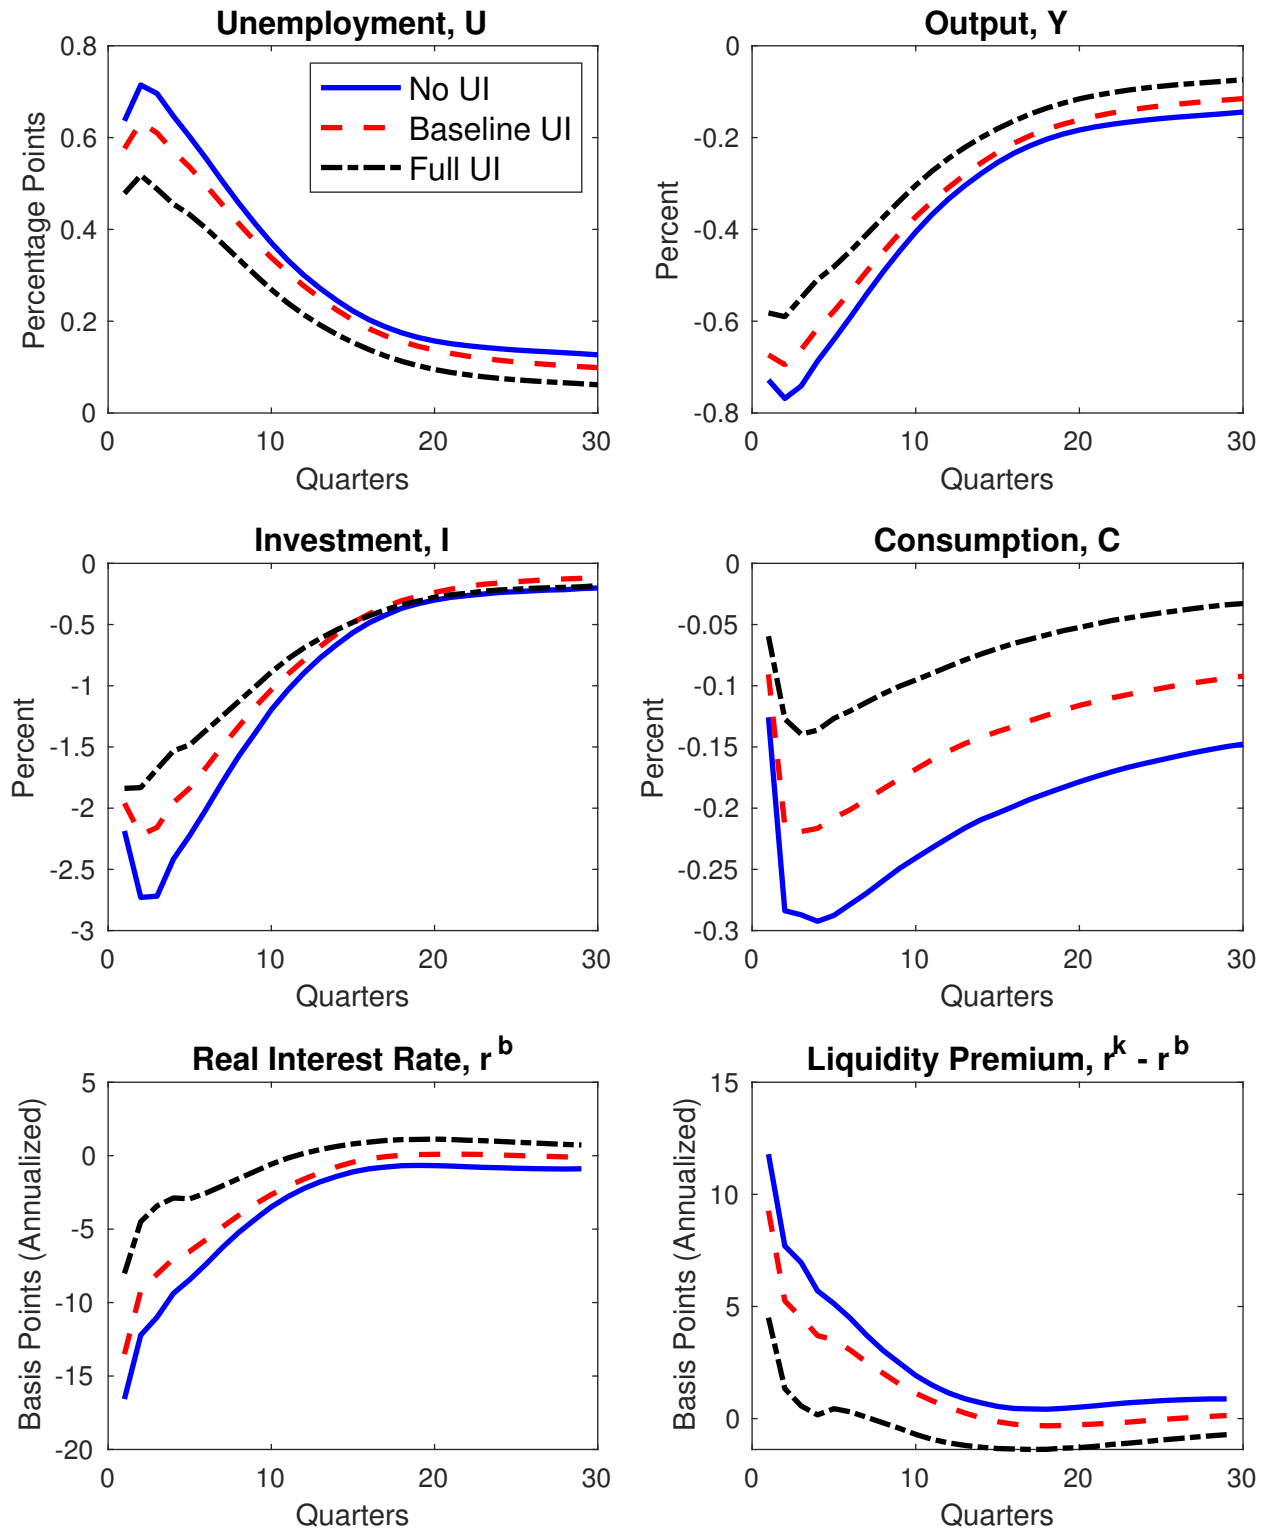 Unemployment, U
0.8
0.6
0.4
0.2
0
Percentage Points
No UI
Baseline UI
Full UI
0 10 20 30
Quarters
Output, Y
0
-0.2
-0.4
-0.6
-0.8
Percent
0 10 20 30
Quarters
Investment, I
0
-0.5
-1
-1.5
-2
-2.5
-3
Percent
0 10 20 30
Quarters
Consumption, C
0
-0.05
-0.1
-0.15
-0.2
-0.25
-0.3
Percent
0 10 20 30
Quarters
Real Interest Rate, r^b
5
0
-5
-10
-15
-20
Basis Points (Annualized)
0 10 20 30
Quarters
Liquidity Premium, r^k - r^b
15
10
5
0
Basis Points (Annualized)
0 10 20 30
Quarters